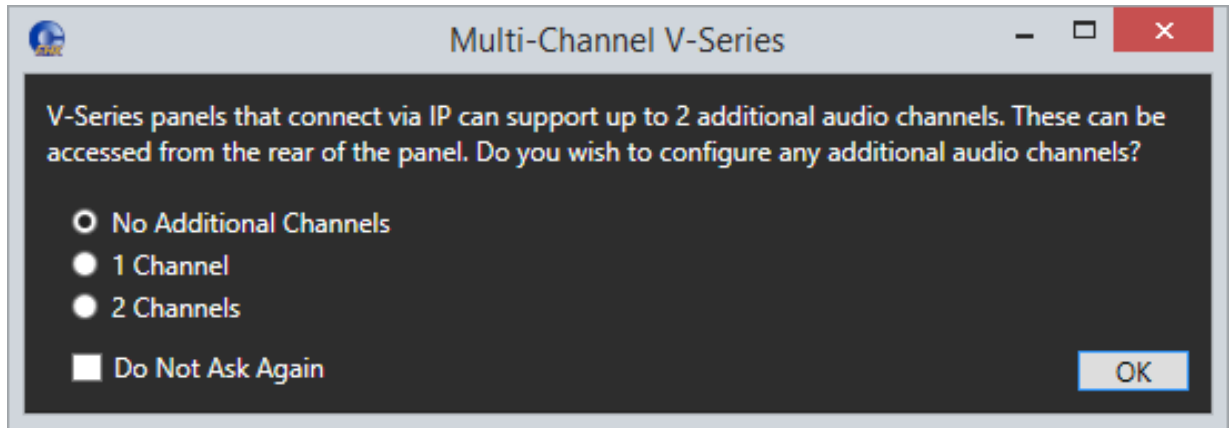 Multi-Channel V-Series
V-Series panels that connect via IP can support up to 2 additional audio channels. These can be
accessed from the rear of the panel. Do you wish to configure any additional audio channels?
No Additional Channels
1 Channel
2 Channels
Do Not Ask Again
OK